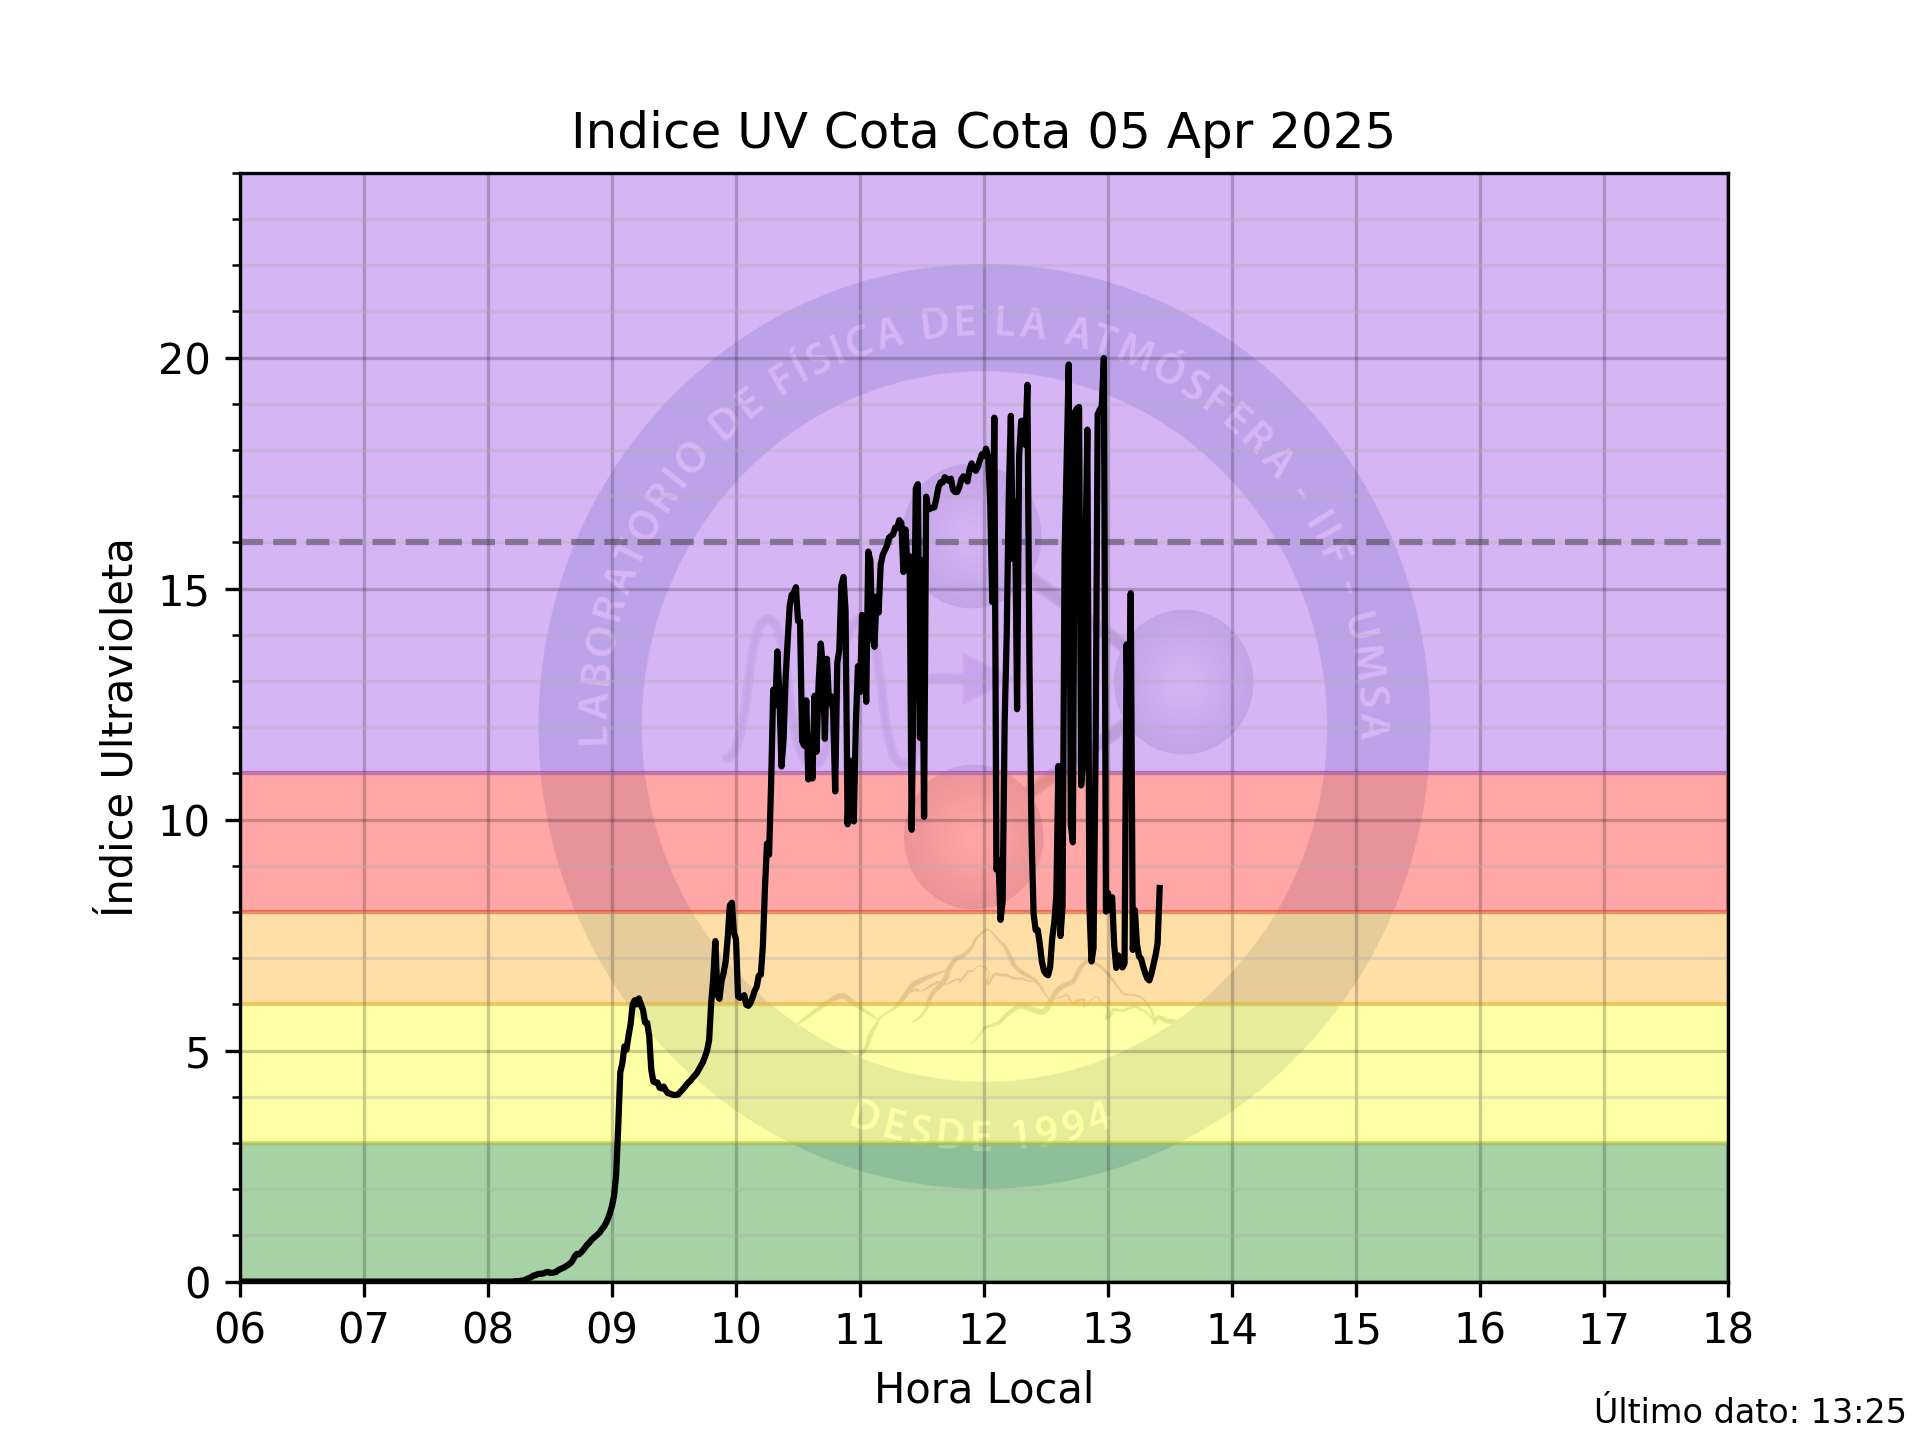 Indice UV Cota Cota 05 Apr 2025
Índice Ultravioleta
20
15
10
5
0
LABORATORIO DE FÍSICA DE LA ATMÓSFERA - IIF - UMSA
DESDE 1994
06 07 08 09 10 11 12 13 14 15 16 17 18
Hora Local
Último dato: 13:25